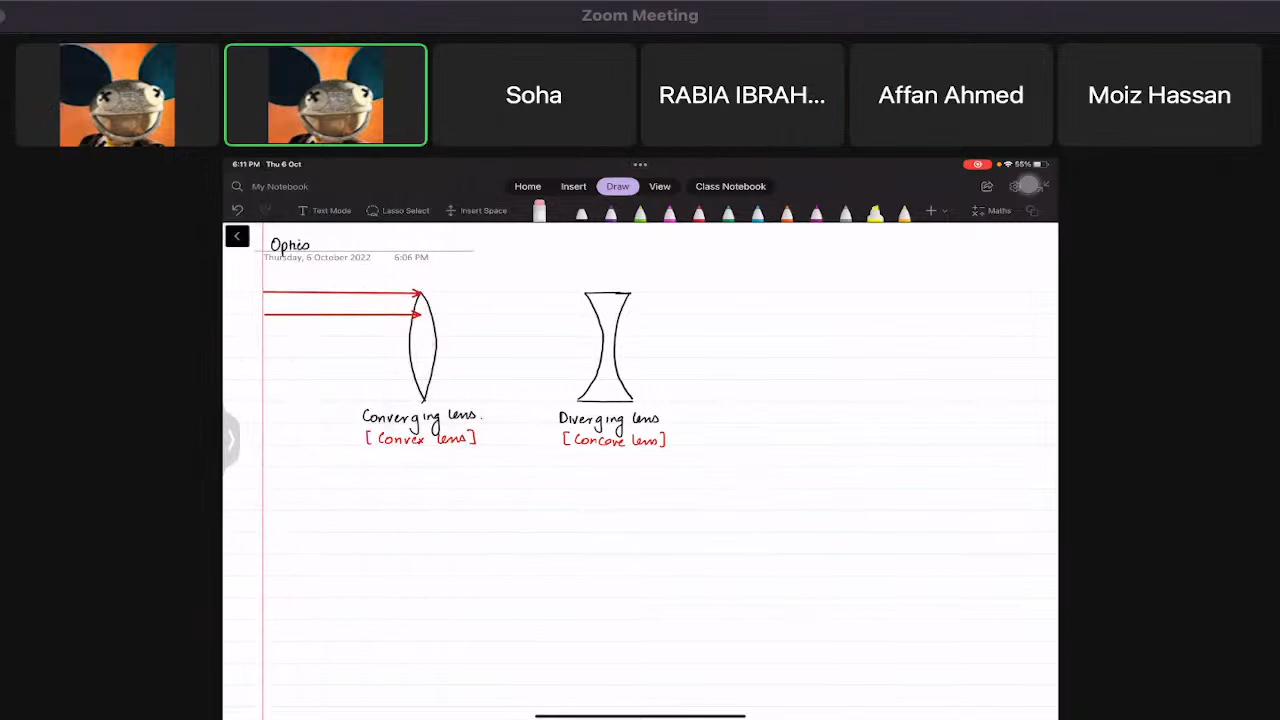 Zoom Meeting
Soha
RABIA IBRAH...
Affan Ahmed
Moiz Hassan
6:11 PM Thu 6 Oct
55%
My Notebook
Home Insert Draw View Class Notebook
Text Mode Lasso Select Insert Space Maths
Optics
Thursday, 6 October 2022 6:06 PM
Converging lens.
[Convex lens]
Diverging lens
[Concave lens]